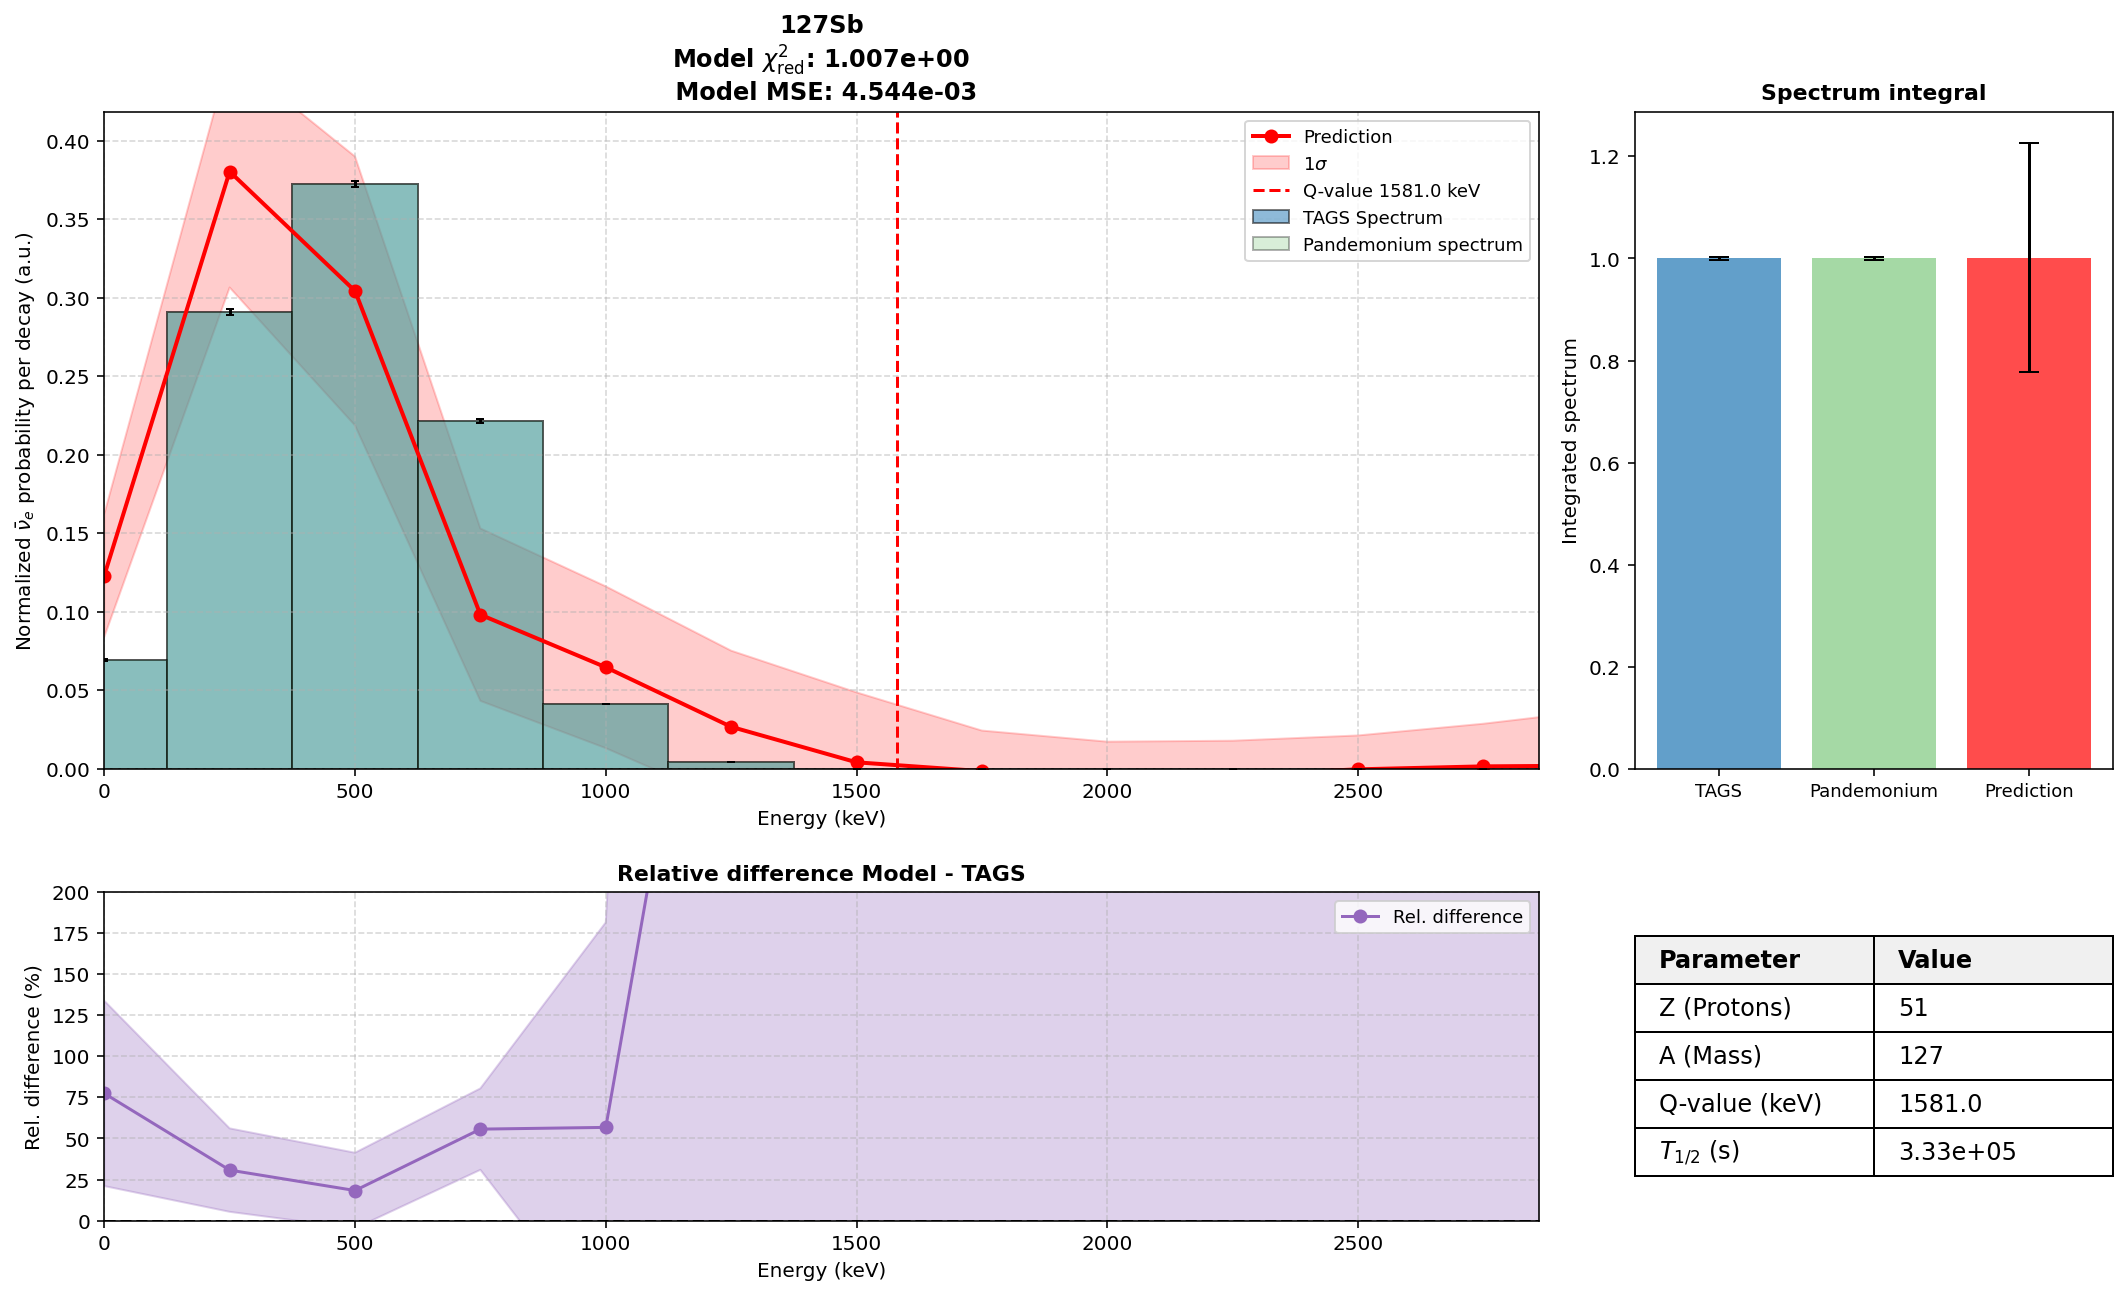 127Sb
Model χ²red: 1.007e+00
Model MSE: 4.544e-03
Normalized ν̄e probability per decay (a.u.)
0.40
0.35
0.30
0.25
0.20
0.15
0.10
0.05
0.00
0 500 1000 1500 2000 2500
Energy (keV)
Prediction
1σ
Q-value 1581.0 keV
TAGS Spectrum
Pandemonium spectrum
Spectrum integral
Integrated spectrum
1.2
1.0
0.8
0.6
0.4
0.2
0.0
TAGS Pandemonium Prediction
Relative difference Model - TAGS
Rel. difference (%)
200
175
150
125
100
75
50
25
0
0 500 1000 1500 2000 2500
Energy (keV)
Rel. difference
Parameter Value
Z (Protons) 51
A (Mass) 127
Q-value (keV) 1581.0
T1/2 (s) 3.33e+05